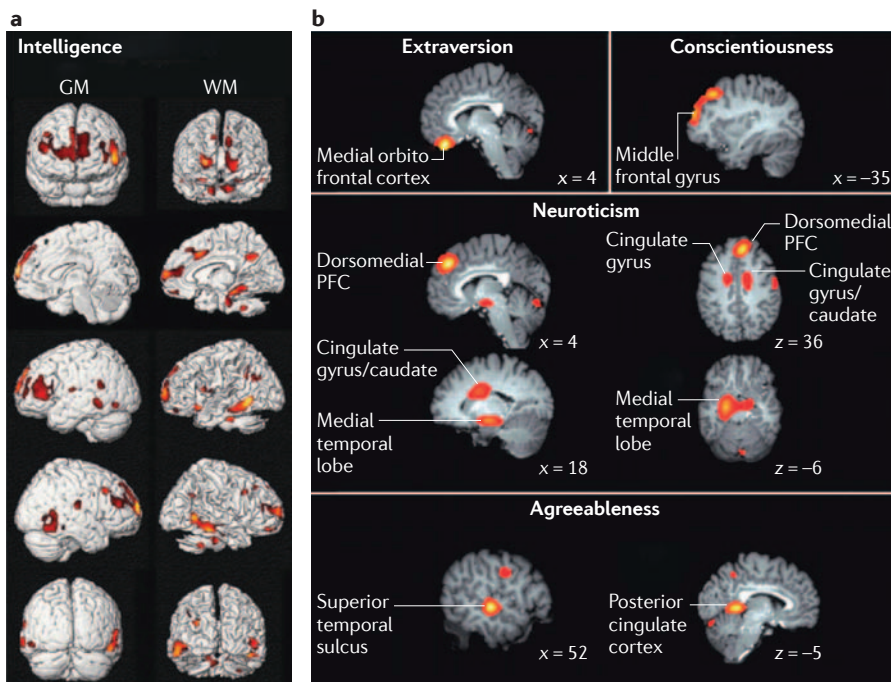 a
Intelligence
GM
WM
b
Extraversion
Medial orbito
frontal cortex
x = 4
Conscientiousness
Middle
frontal gyrus
x = –35
Neuroticism
Dorsomedial
PFC
x = 4
Cingulate
gyrus
Dorsomedial
PFC
Cingulate
gyrus/
caudate
z = 36
Cingulate
gyrus/caudate
Medial
temporal
lobe
x = 18
Medial
temporal
lobe
z = –6
Agreeableness
Superior
temporal
sulcus
x = 52
Posterior
cingulate
cortex
z = –5